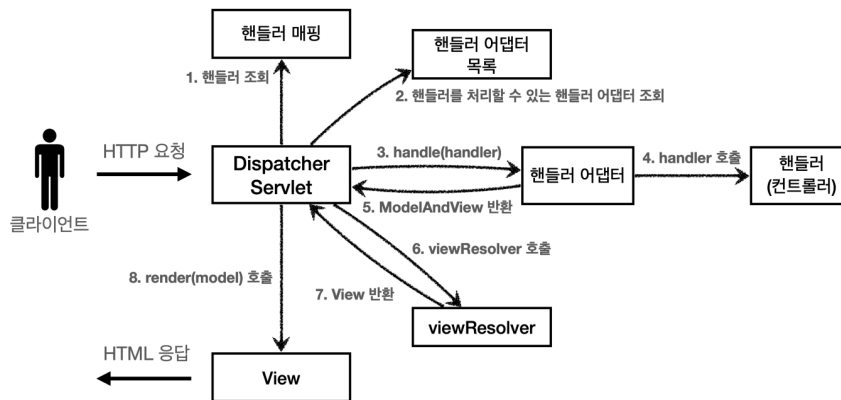 핸들러 매핑
핸들러 어댑터
목록
1. 핸들러 조회
2. 핸들러를 처리할 수 있는 핸들러 어댑터 조회
HTTP 요청
Dispatcher
Servlet
3. handle(handler)
핸들러 어댑터
4. handler 호출
핸들러
(컨트롤러)
클라이언트
5. ModelAndView 반환
6. viewResolver 호출
8. render(model) 호출
7. View 반환
viewResolver
HTML 응답
View